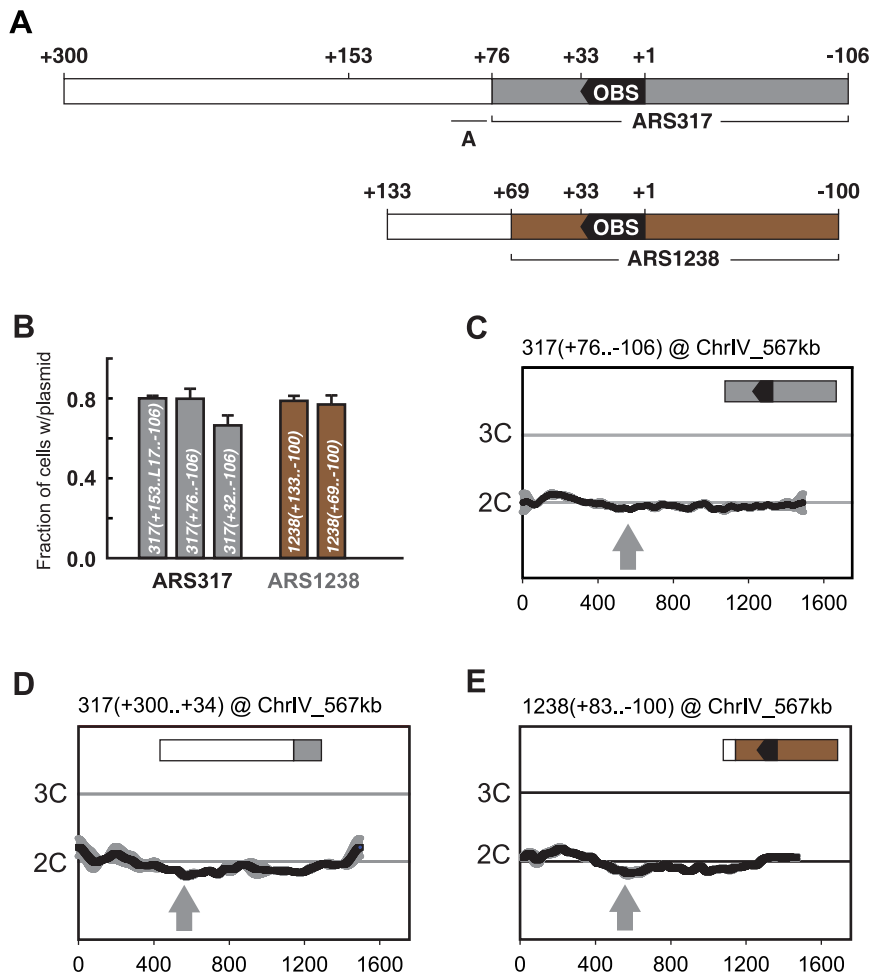 A
+300 +153 +76 +33 +1 -106
OBS
ARS317
A
+133 +69 +33 +1 -100
OBS
ARS1238
B
Fraction of cells w/plasmid
0.8
0.4
0.0
317(+153..L17..-106)
317(+76..-106)
317(+32..-106)
1238(+133..-100)
1238(+69..-100)
ARS317 ARS1238
C
317(+76..-106) @ ChrIV_567kb
3C
2C
0 400 800 1200 1600
D
317(+300..+34) @ ChrIV_567kb
3C
2C
0 400 800 1200 1600
E
1238(+83..-100) @ ChrIV_567kb
3C
2C
0 400 800 1200 1600